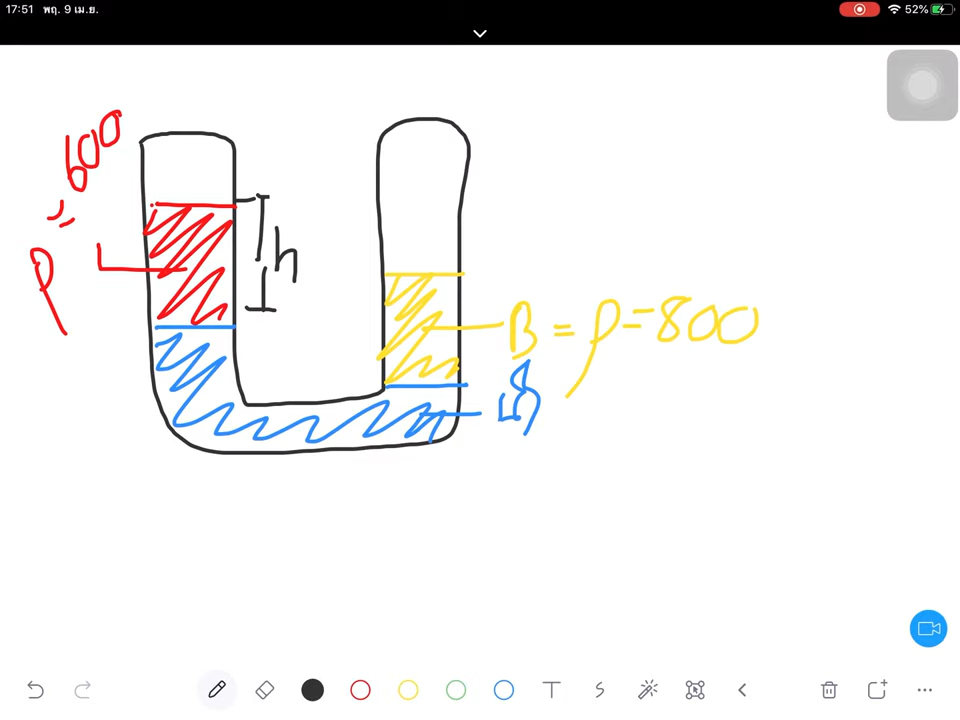 17:51 พฤ. 9 เม.ย.
52%
ρ = 600
h
B = ρ = 800
T